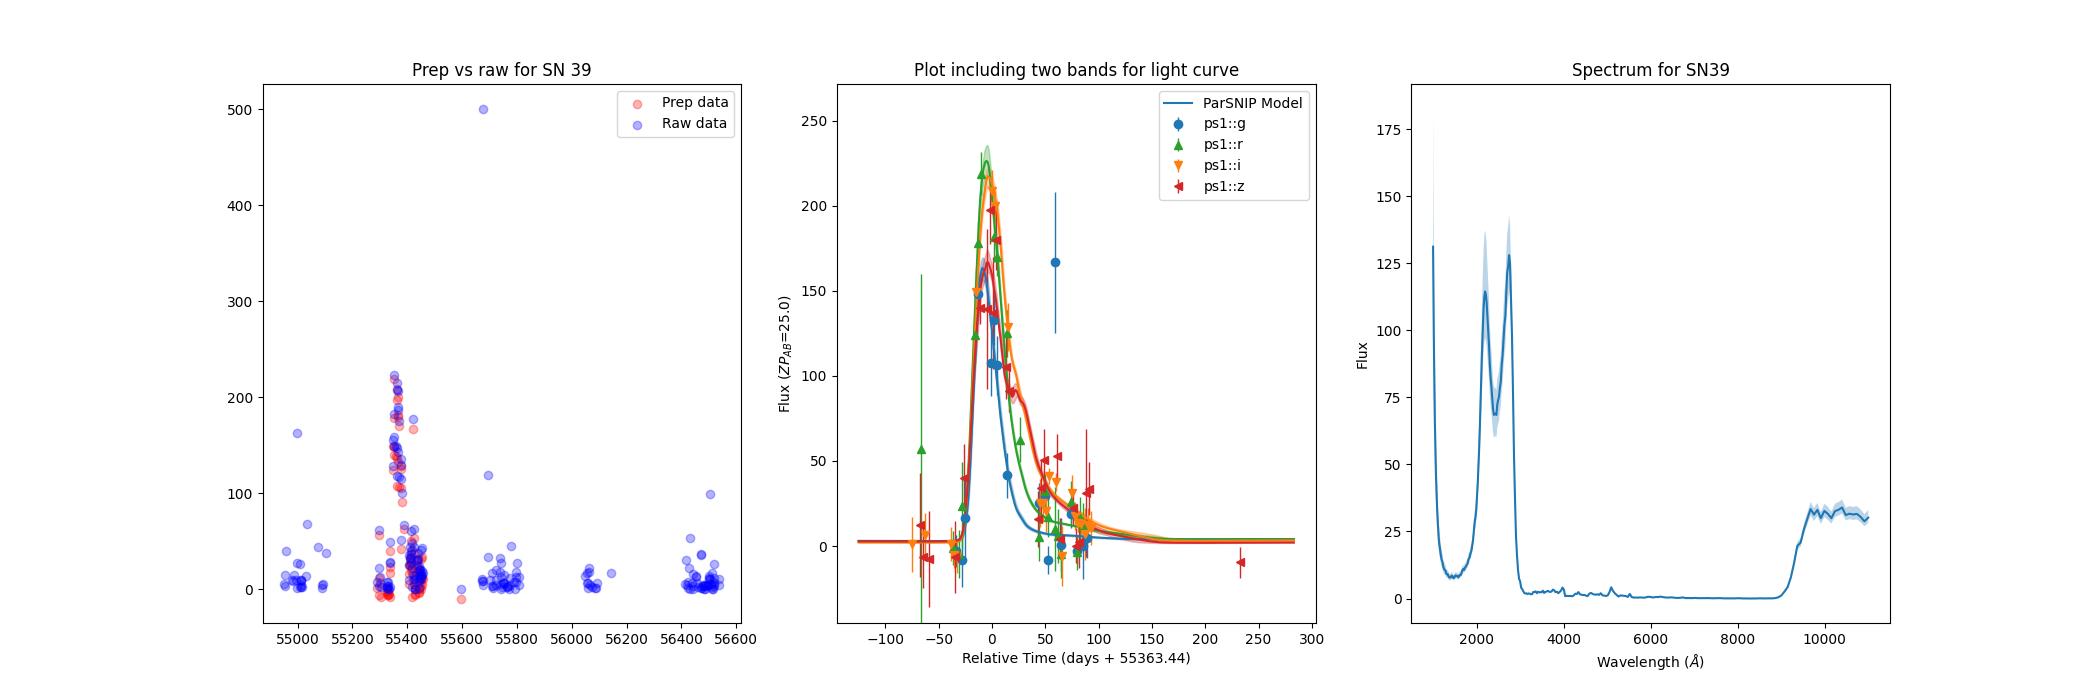 Prep vs raw for SN 39
Prep data
Raw data
500
400
300
200
100
0
55000 55200 55400 55600 55800 56000 56200 56400 56600
Plot including two bands for light curve
ParSNIP Model
ps1::g
ps1::r
ps1::i
ps1::z
Flux (ZP_AB=25.0)
250
200
150
100
50
0
−100 −50 0 50 100 150 200 250 300
Relative Time (days + 55363.44)
Spectrum for SN39
Flux
175
150
125
100
75
50
25
0
2000 4000 6000 8000 10000
Wavelength (Å)